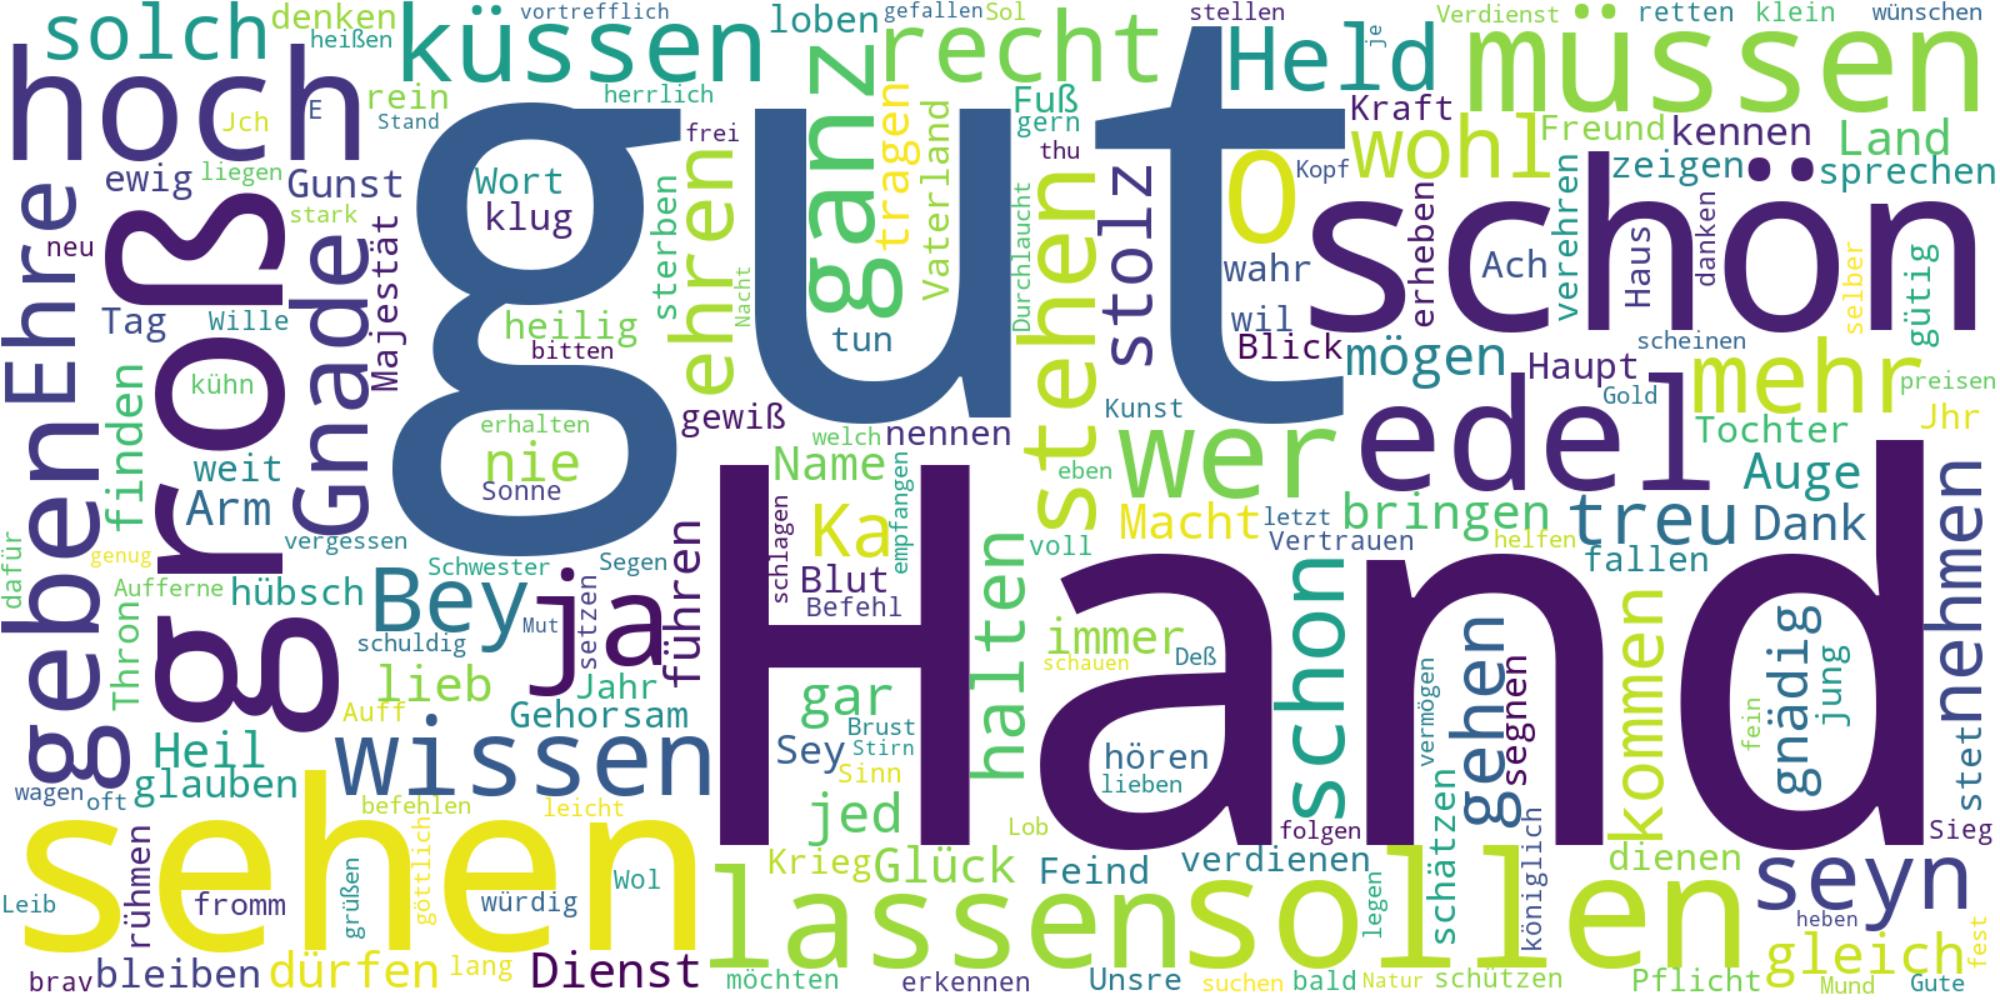 solch
denken
heißen
küssen
vortrefflich
loben
gefallen
Sol
recht
stellen
Held
je
Verdienst
retten
klein
wünschen
müssen
hoch
Jch
E
rein
Stand
herrlich
frei
ganz
tragen
Vaterland
Fuß
gern
thu
Kraft
Kopf
wohl
Freund
kennen
Land
zeigen
sprechen
ewig
liegen
Gunst
stark
Majestät
Ehre
neu
groß
Gnade
gut
Wort
klug
sterben
ehren
Nacht
Durchlaucht
stehen
stolz
o
wahr
wil
Blick
schön
erheben
Ach
verehren
Haus
danken
selber
gütig
Tag
Wille
heilig
bitten
tun
mögen
Haupt
scheinen
Gold
mehr
preisen
Jhr
kühn
finden
geben
weit
Arm
erhalten
nie
Sonne
gewiß
welch
nennen
Kunst
eben
wer
edel
Tochter
Auge
Name
empfangen
schlagen
Ka
Macht
letzt
Vertrauen
bringen
helfen
treu
Dank
fallen
dafür
genug
vergessen
Aufferne
hübsch
Schwester
Segen
Bey
Mut
ja
setzen
führen
schuldig
Blut
Befehl
Hand
halten
voll
immer
schauen
Deß
schon
gehen
segnen
vermögen
kommen
fein
gnädig
jung
nehmen
stet
Thron
lieb
Jahr
Auff
Gehorsam
gar
Brust
Stirn
Sey
Sinn
jed
hören
lieben
Heil
glauben
wissen
wagen
oft
befehlen
leicht
sehen
göttlich
grüßen
rühmen
Leib
fromm
würdig
Wol
Lob
folgen
schätzen
königlich
Sieg
Krieg
Glück
Feind
verdienen
legen
dienen
seyn
heben
lassen
sollen
gleich
fest
brav
bleiben
dürfen
lang
Dienst
möchten
erkennen
Unsre
suchen
bald
Natur
schützen
Pflicht
Mund
Gute